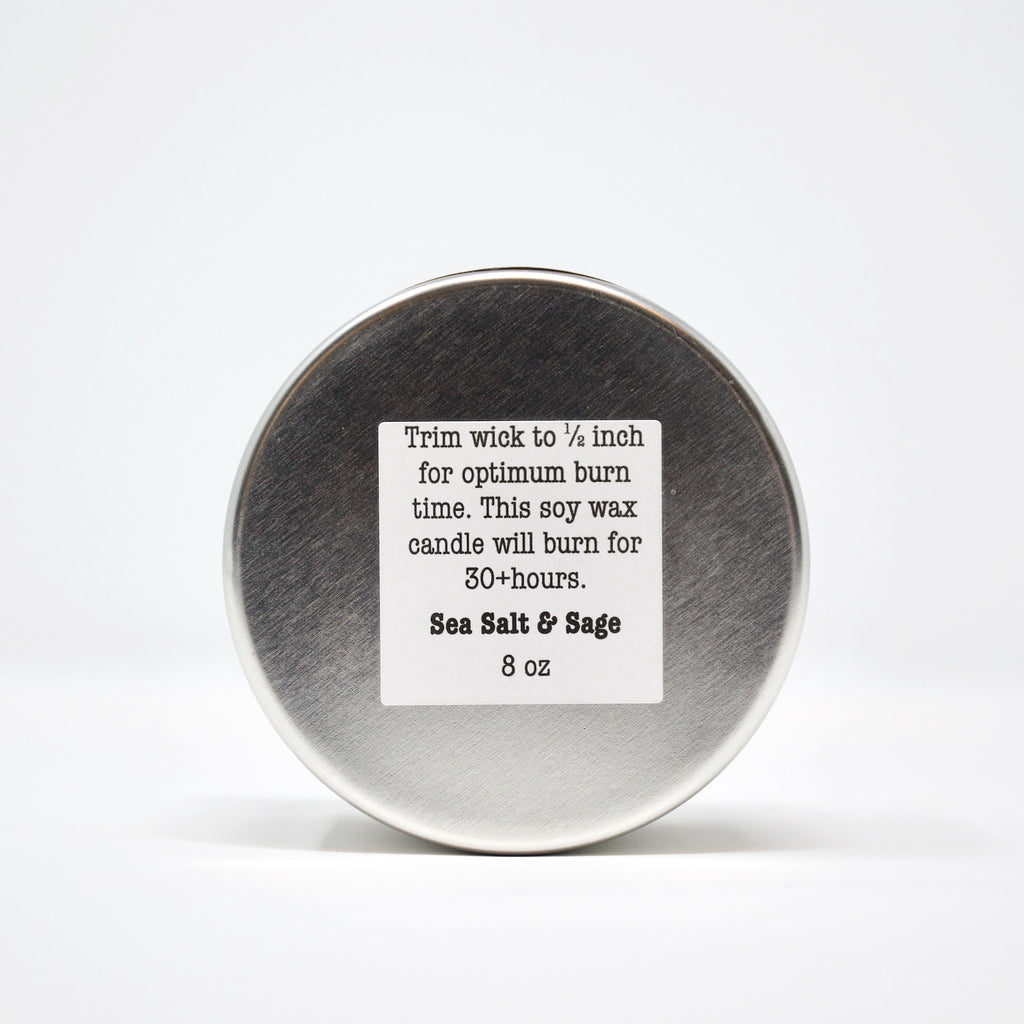 Trim wick to ½ inch
for optimum burn
time. This soy wax
candle will burn for
30+hours.
Sea Salt & Sage
8 oz